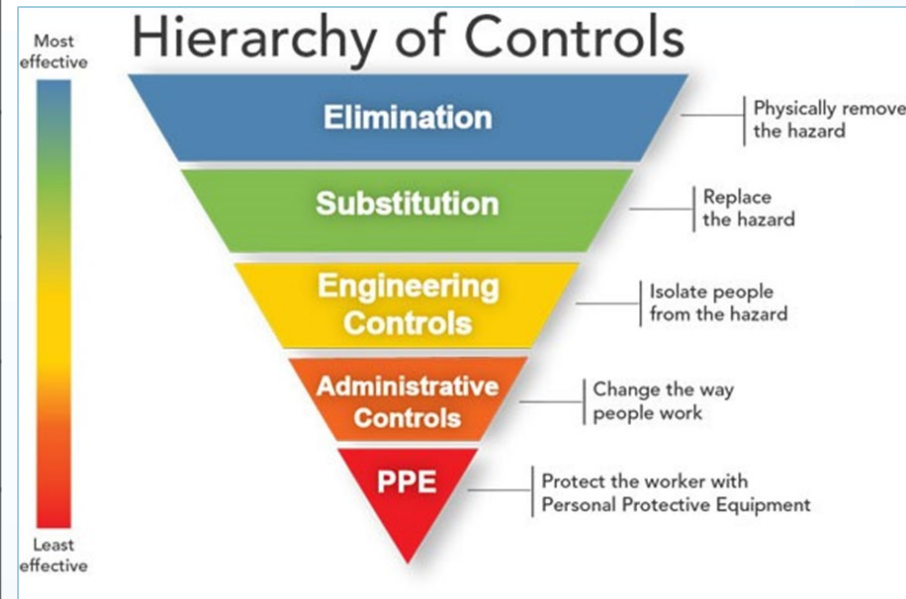 Hierarchy of Controls
Most
effective
Elimination
Physically remove
the hazard
Substitution
Replace
the hazard
Engineering
Controls
Isolate people
from the hazard
Administrative
Controls
Change the way
people work
PPE
Protect the worker with
Personal Protective Equipment
Least
effective